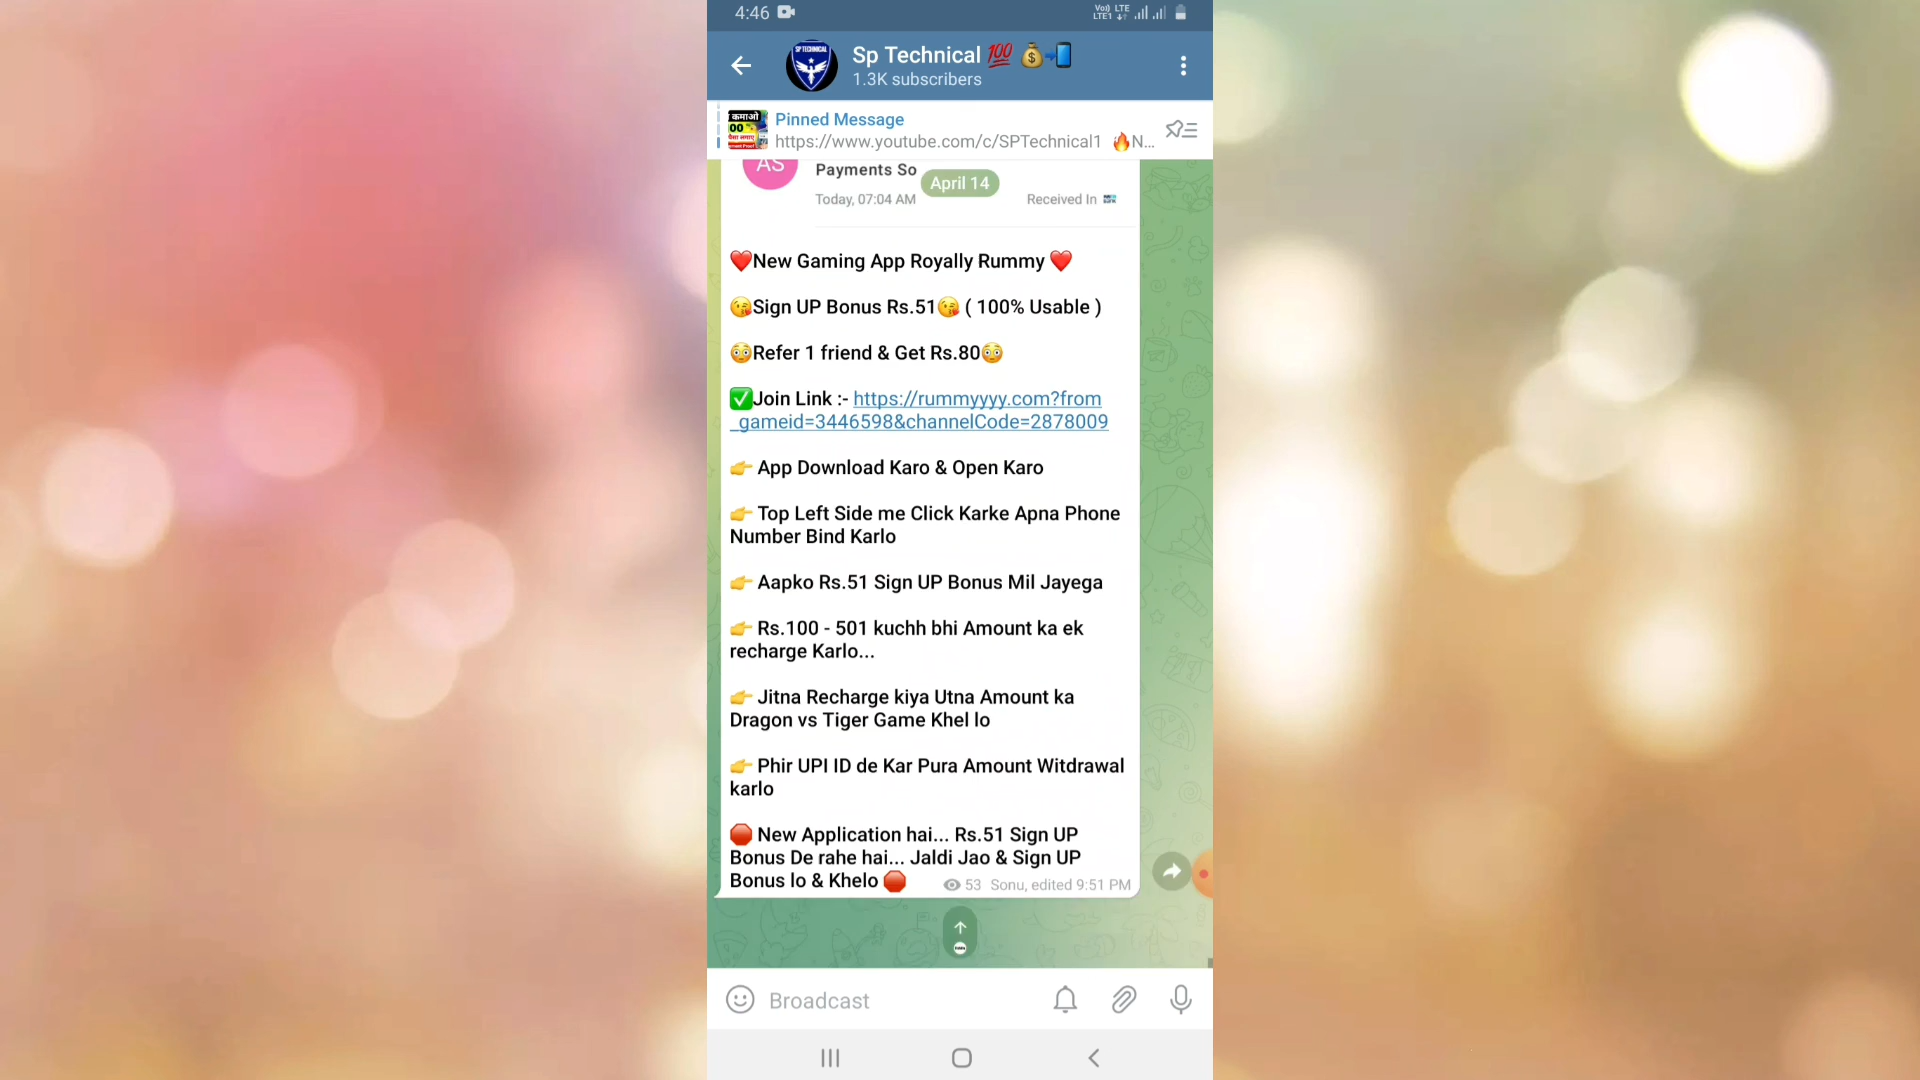 4:46
Vo) LTE
LTE1
SP TECHNICAL
Sp Technical 💯 💰📲
1.3K subscribers
कमाओ
00
Pinned Message
https://www.youtube.com/c/SPTechnical1 🔥N...
AS
Payments So
April 14
Today, 07:04 AM
Received In
❤️New Gaming App Royally Rummy ❤️
😘Sign UP Bonus Rs.51😘 ( 100% Usable )
😳Refer 1 friend & Get Rs.80😳
✅Join Link :- https://rummyyyy.com?from
_gameid=3446598&channelCode=2878009
👉 App Download Karo & Open Karo
👉 Top Left Side me Click Karke Apna Phone
Number Bind Karlo
👉 Aapko Rs.51 Sign UP Bonus Mil Jayega
👉 Rs.100 - 501 kuchh bhi Amount ka ek
recharge Karlo...
👉 Jitna Recharge kiya Utna Amount ka
Dragon vs Tiger Game Khel lo
👉 Phir UPI ID de Kar Pura Amount Witdrawal
karlo
🛑 New Application hai... Rs.51 Sign UP
Bonus De rahe hai... Jaldi Jao & Sign UP
Bonus lo & Khelo 🛑
53 Sonu, edited 9:51 PM
Broadcast